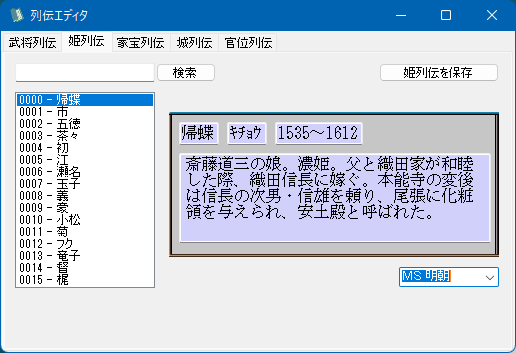 列伝エディタ
武将列伝 姫列伝 家宝列伝 城列伝 官位列伝
検索 姫列伝を保存
0000 - 帰蝶
0001 - 市
0002 - 五徳
0003 - 茶々
0004 - 初
0005 - 江
0006 - 瀬名
0007 - 玉子
0008 - 義
0009 - 豪
0010 - 小松
0011 - 菊
0012 - フク
0013 - 竜子
0014 - 督
0015 - 梶
帰蝶 ｷﾁｮｳ 1535～1612
斎藤道三の娘。濃姫。父と織田家が和睦
した際、織田信長に嫁ぐ。本能寺の変後
は信長の次男・信雄を頼り、尾張に化粧
領を与えられ、安土殿と呼ばれた。
MS 明朝